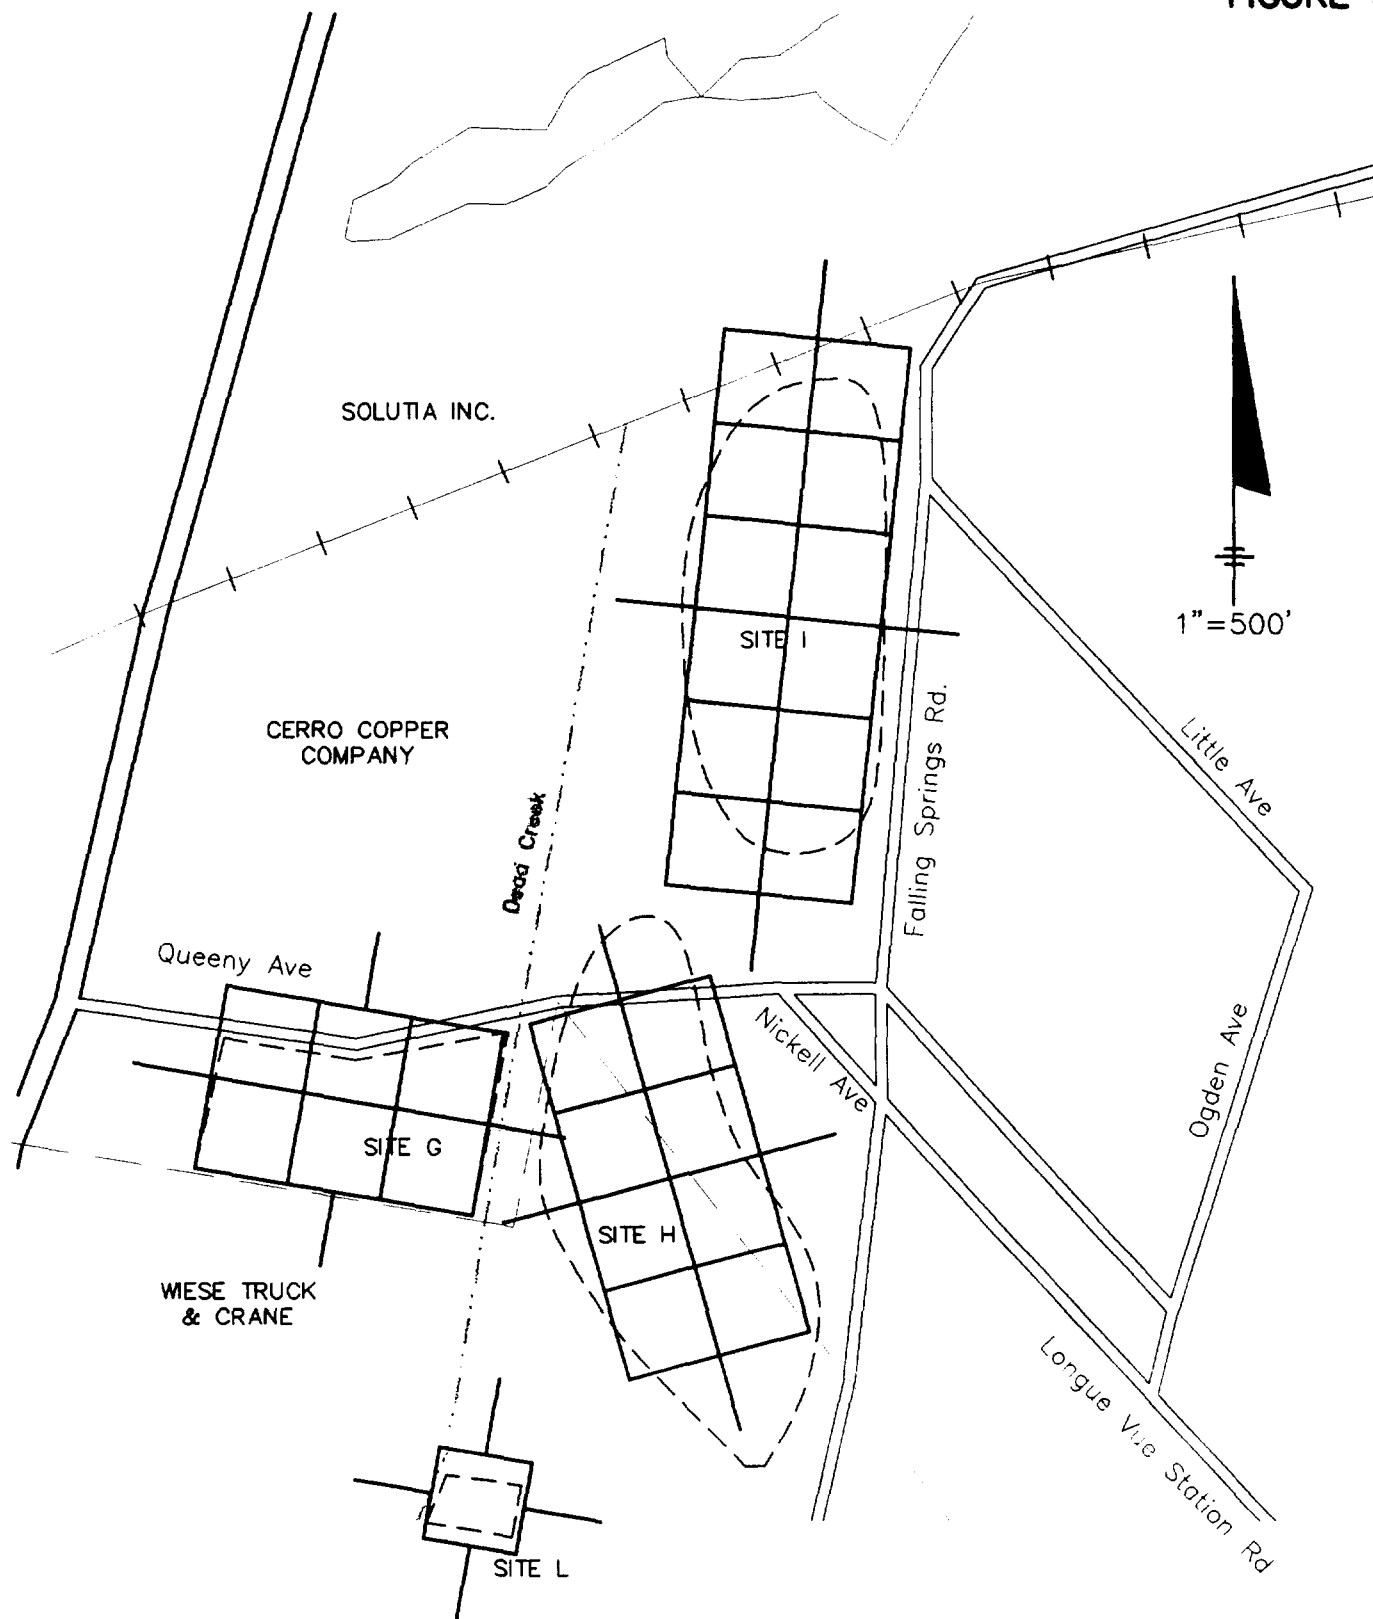 FIGURE
SOLUTIA INC.
1"=500'
SITE I
CERRO COPPER
COMPANY
Falling Springs Rd.
Little Ave
Dead Creek
Queeny Ave
Nickell Ave
Ogden Ave
SITE G
SITE H
WIESE TRUCK
& CRANE
Longue Vue Station Rd
SITE L